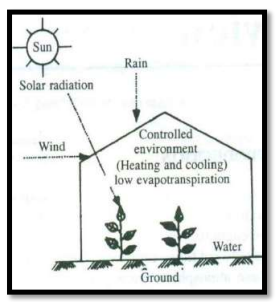 Sun
Rain
Solar radiation
Wind
Controlled
environment
(Heating and cooling)
low evapotranspiration
Water
Ground